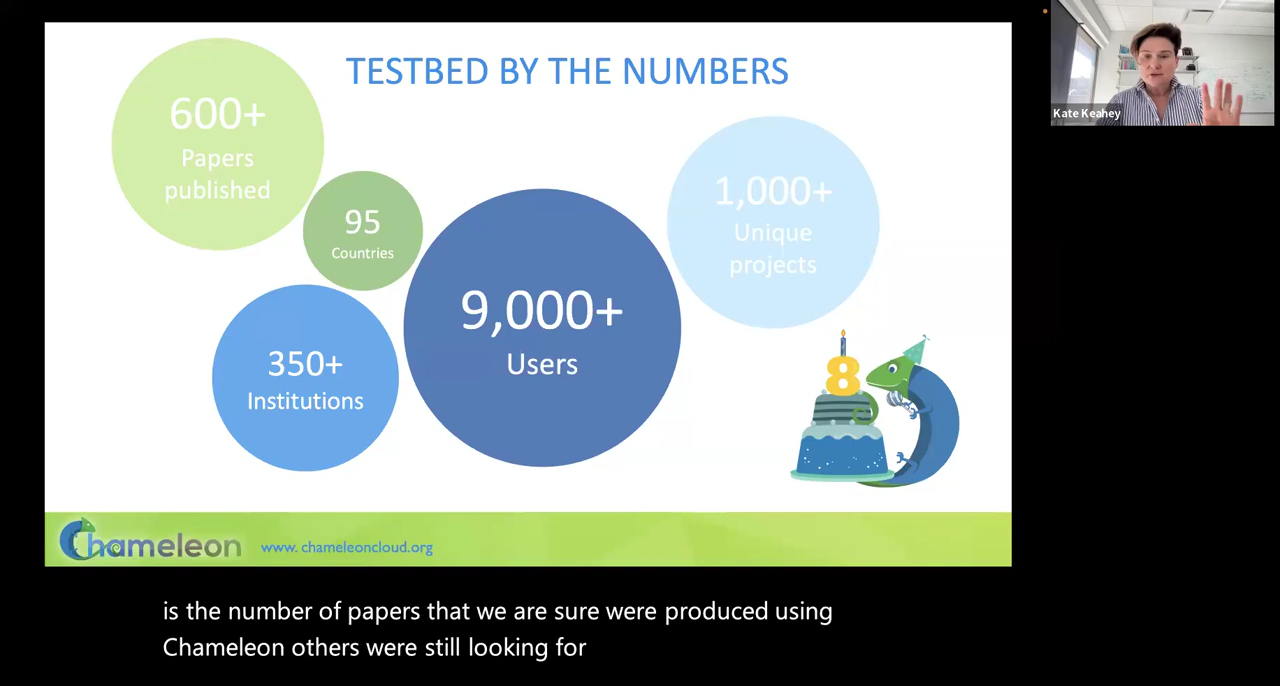 TESTBED BY THE NUMBERS
600+
Papers
published
95
Countries
350+
Institutions
9,000+
Users
1,000+
Unique
projects
8
Chameleon www. chameleoncloud.org
Kate Keahey
is the number of papers that we are sure were produced using
Chameleon others were still looking for